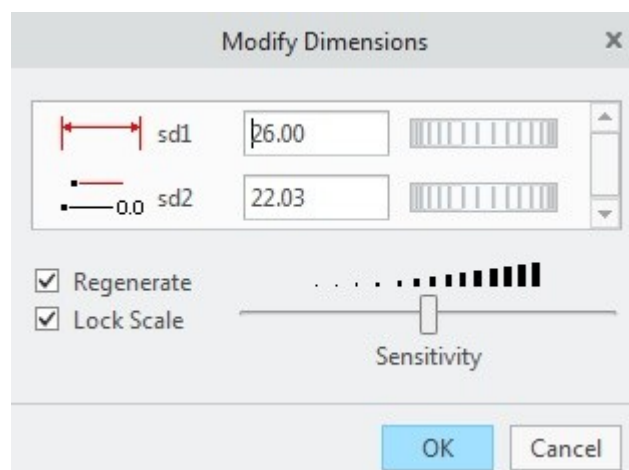 Modify Dimensions
sd1 26.00
0.0 sd2 22.03
Regenerate
Lock Scale
Sensitivity
OK Cancel